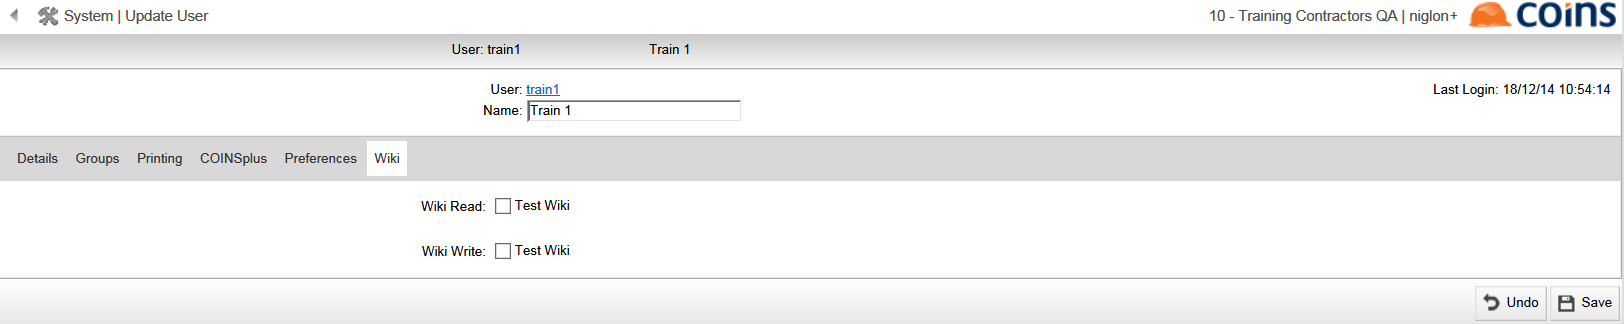 System | Update User
10 - Training Contractors QA | niglon+
coins
User: train1
Train 1
User: train1
Last Login: 18/12/14 10:54:14
Name: Train 1
Details Groups Printing COINSplus Preferences Wiki
Wiki Read: Test Wiki
Wiki Write: Test Wiki
Undo Save